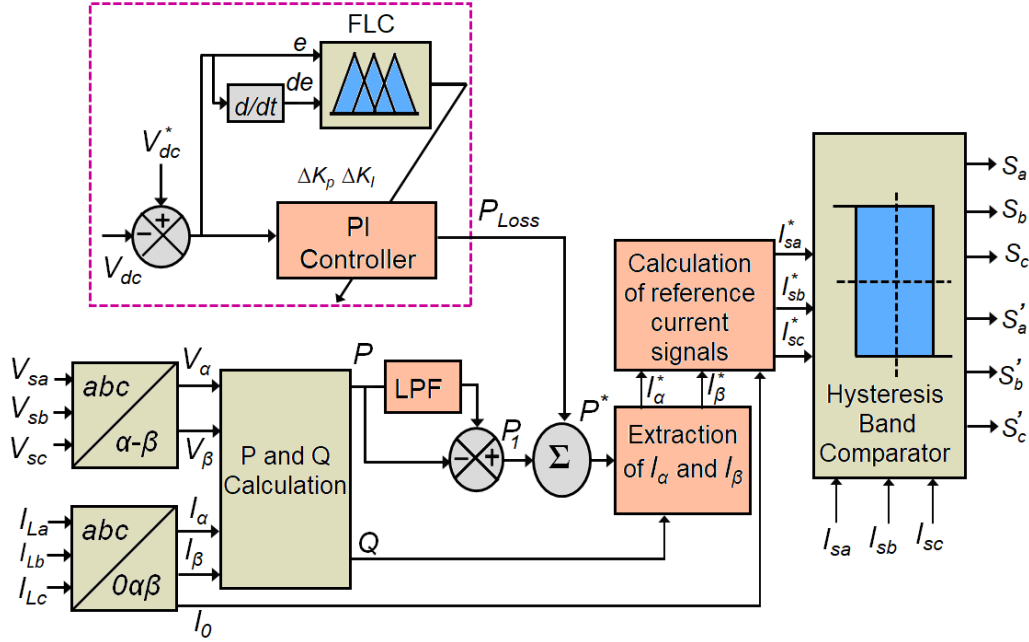 FLC
e
de
d/dt
V*dc
ΔKp ΔKI
+
−
Vdc
PI
Controller
PLoss
Calculation
of reference
current
signals
I*sa
I*sb
I*sc
Sa
Sb
Sc
S'a
S'b
S'c
Hysteresis
Band
Comparator
Isa
Isb
Isc
Vsa
Vsb
Vsc
abc
α-β
Vα
Vβ
P and Q
Calculation
P
LPF
−
+
P1
Σ
P*
I*α
I*β
Extraction
of Iα and Iβ
ILa
ILb
ILc
abc
0αβ
Iα
Iβ
I0
Q